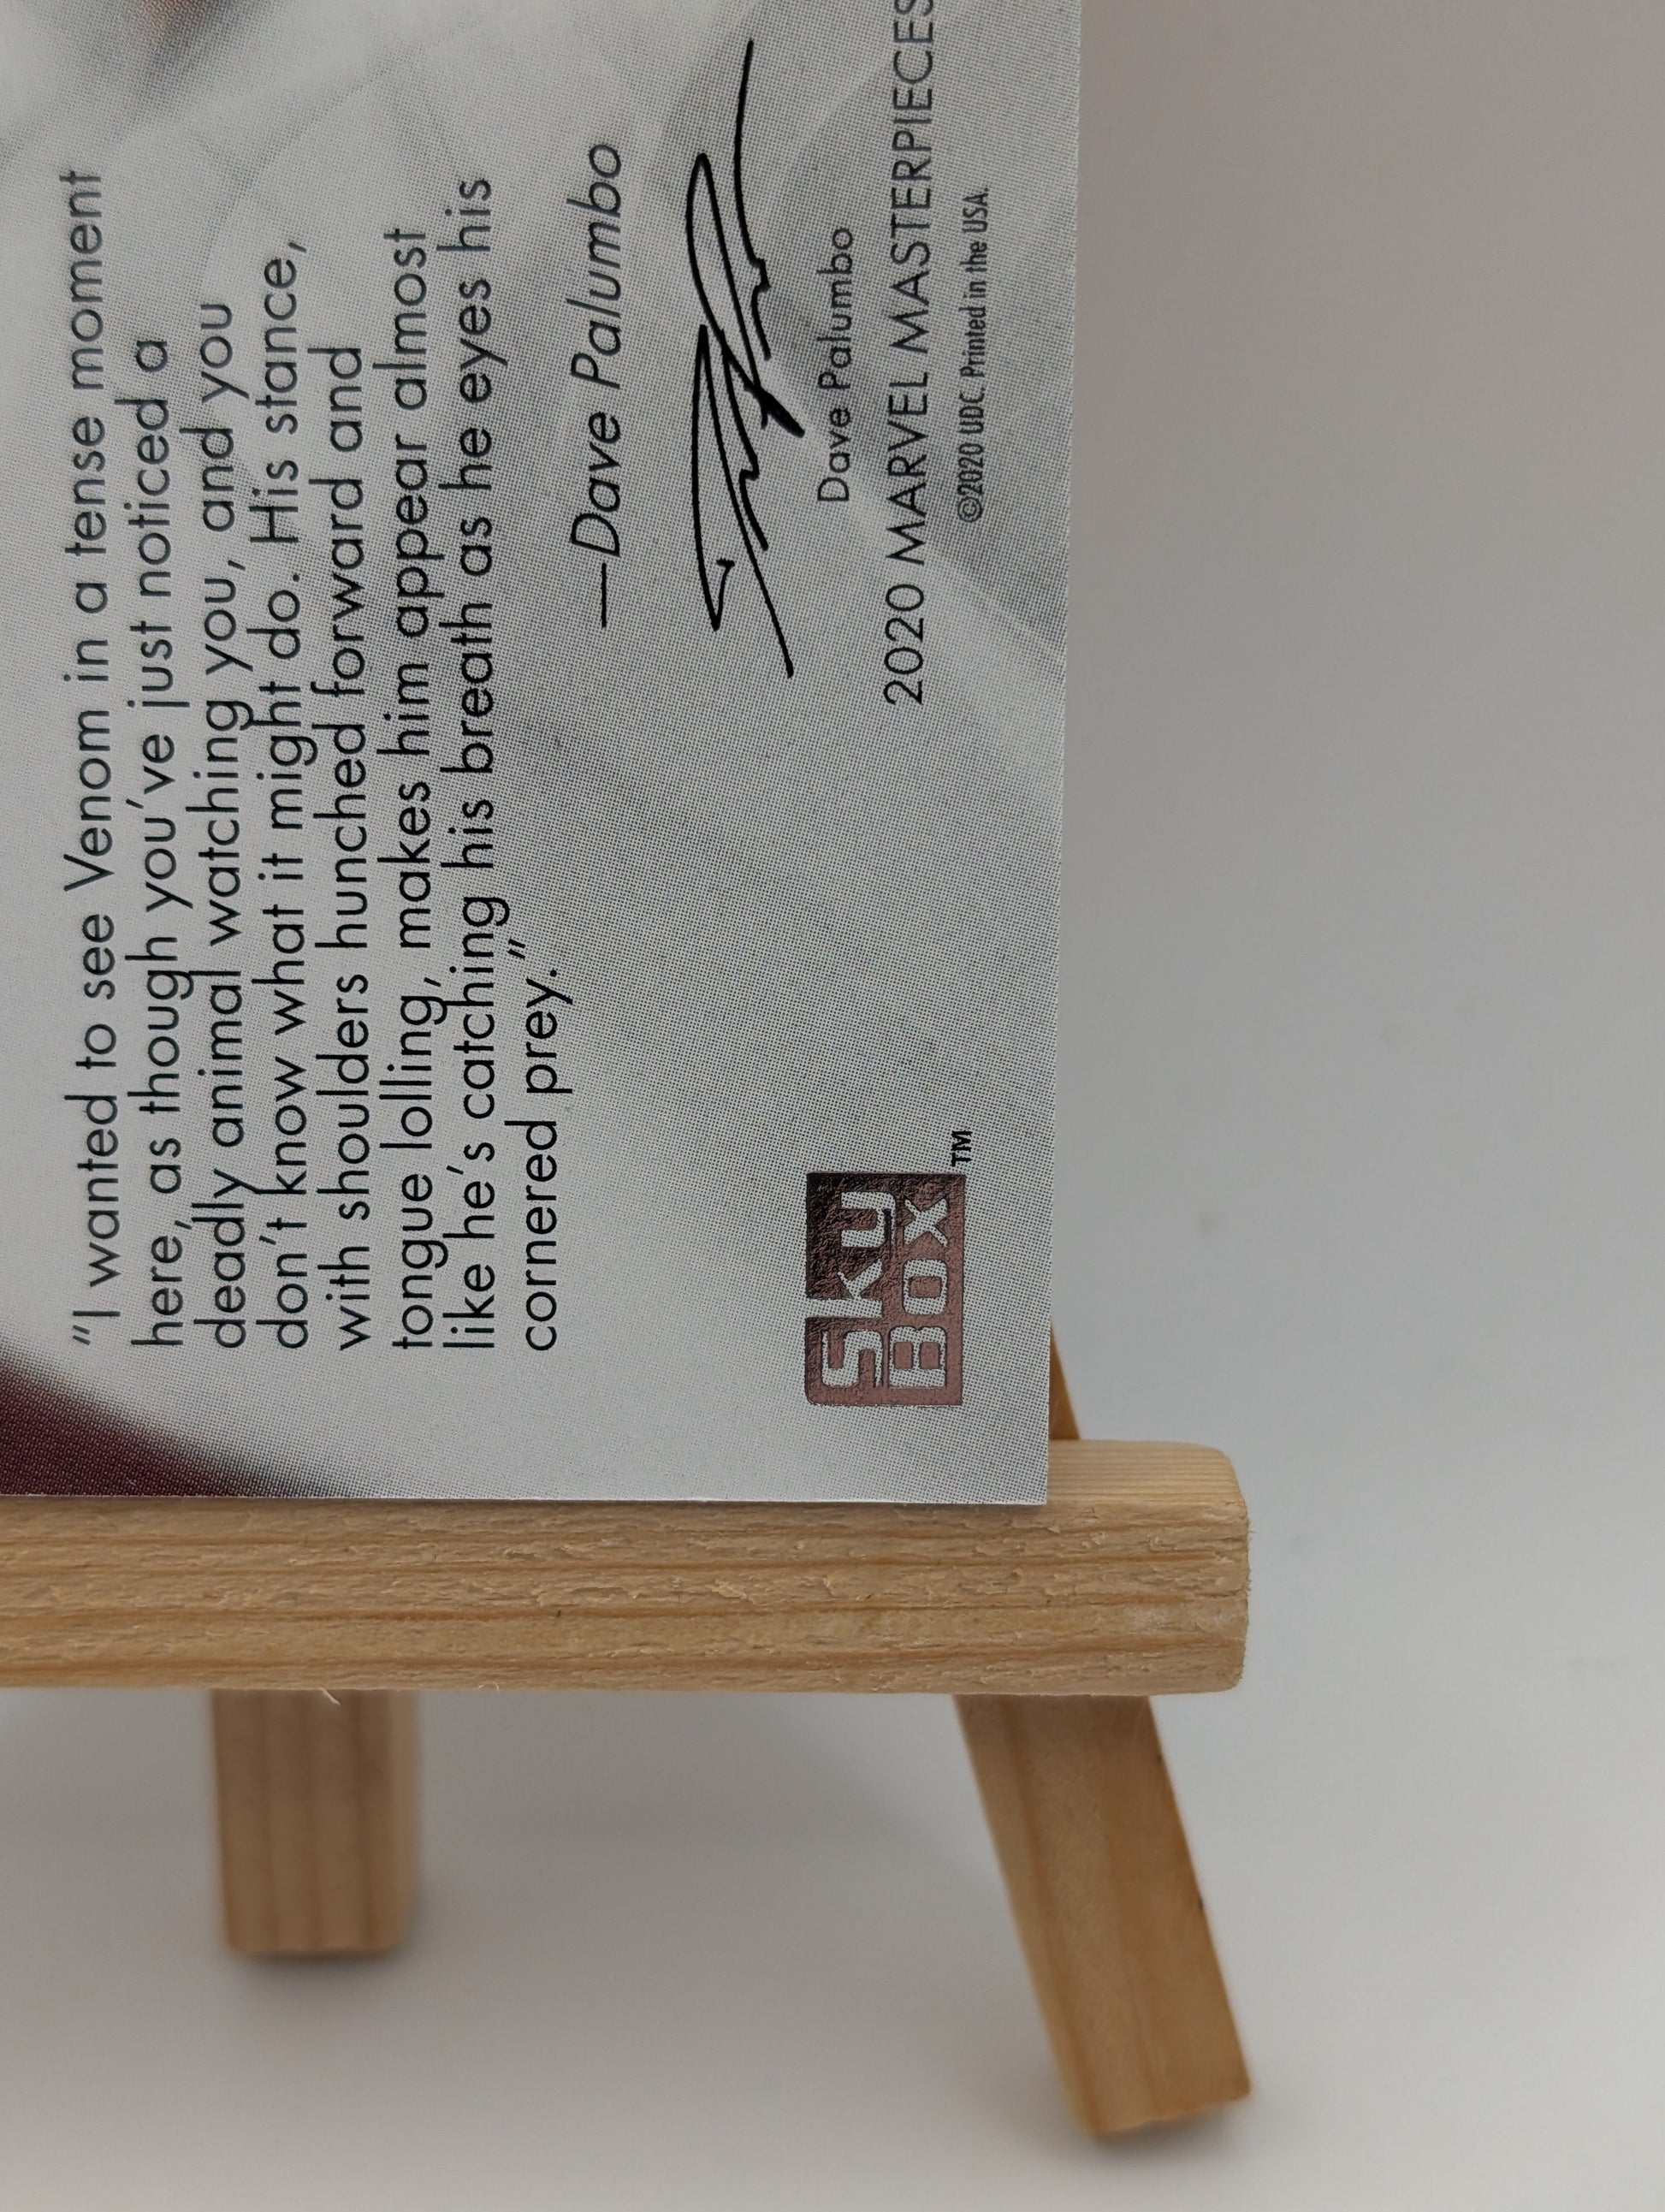 “I wanted to see Venom in a tense moment
here, as though you’ve just noticed a
deadly animal watching you, and you
don’t know what it might do. His stance,
with shoulders hunched forward and
tongue lolling, makes him appear almost
like he’s catching his breath as he eyes his
cornered prey.”
—Dave Palumbo
Dave Palumbo
2020 MARVEL MASTERPIECES
©2020 UDC. Printed in the USA.
SkyBox™